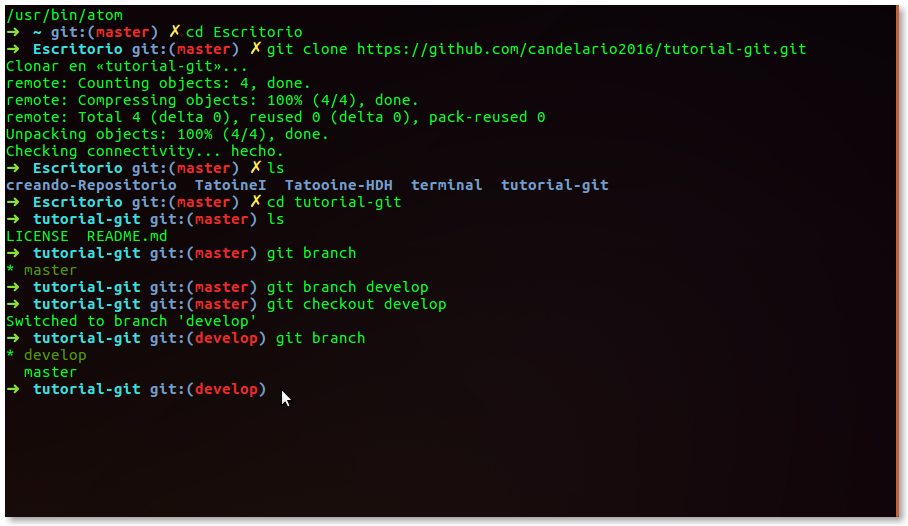 /usr/bin/atom
➜  ~ git:(master) ✗ cd Escritorio
➜  Escritorio git:(master) ✗ git clone https://github.com/candelario2016/tutorial-git.git
Clonar en «tutorial-git»...
remote: Counting objects: 4, done.
remote: Compressing objects: 100% (4/4), done.
remote: Total 4 (delta 0), reused 0 (delta 0), pack-reused 0
Unpacking objects: 100% (4/4), done.
Checking connectivity... hecho.
➜  Escritorio git:(master) ✗ ls
creando-Repositorio  TatoineI  Tatooine-HDH  terminal  tutorial-git
➜  Escritorio git:(master) ✗ cd tutorial-git
➜  tutorial-git git:(master) ls
LICENSE  README.md
➜  tutorial-git git:(master) git branch
* master
➜  tutorial-git git:(master) git branch develop
➜  tutorial-git git:(master) git checkout develop
Switched to branch 'develop'
➜  tutorial-git git:(develop) git branch
* develop
  master
➜  tutorial-git git:(develop)